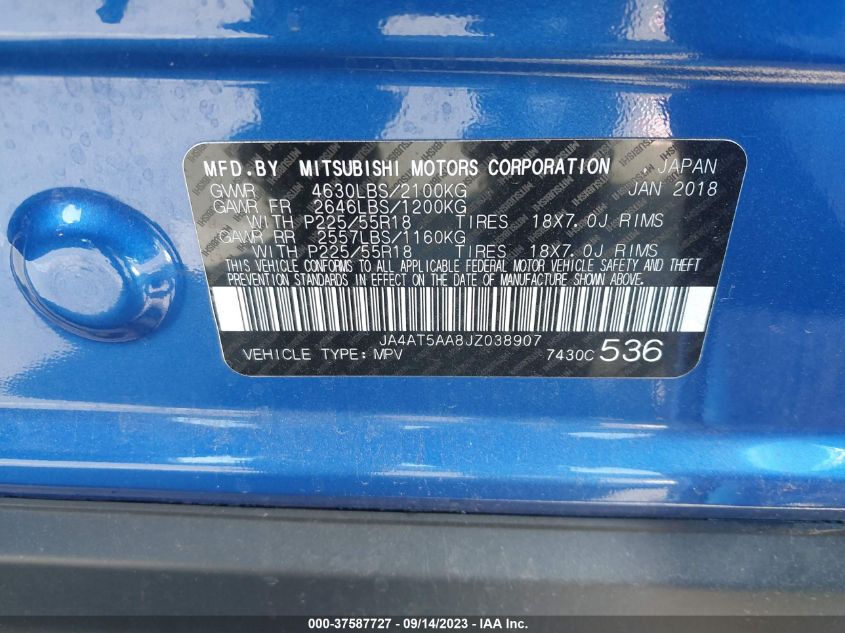 MFD.BY MITSUBISHI MOTORS CORPORATION JAPAN
GVWR 4630LBS/2100KG JAN 2018
GAWR FR 2646LBS/1200KG
WITH P225/55R18 TIRES 18X7.0J RIMS
GAWR RR 2557LBS/1160KG
WITH P225/55R18 TIRES 18X7.0J RIMS
THIS VEHICLE CONFORMS TO ALL APPLICABLE FEDERAL MOTOR VEHICLE SAFETY AND THEFT
PREVENTION STANDARDS IN EFFECT ON THE DATE OF MANUFACTURE SHOWN ABOVE.
JA4AT5AA8JZ038907
VEHICLE TYPE: MPV 7430C 536
000-37587727 - 09/14/2023 - © IAA, Inc.